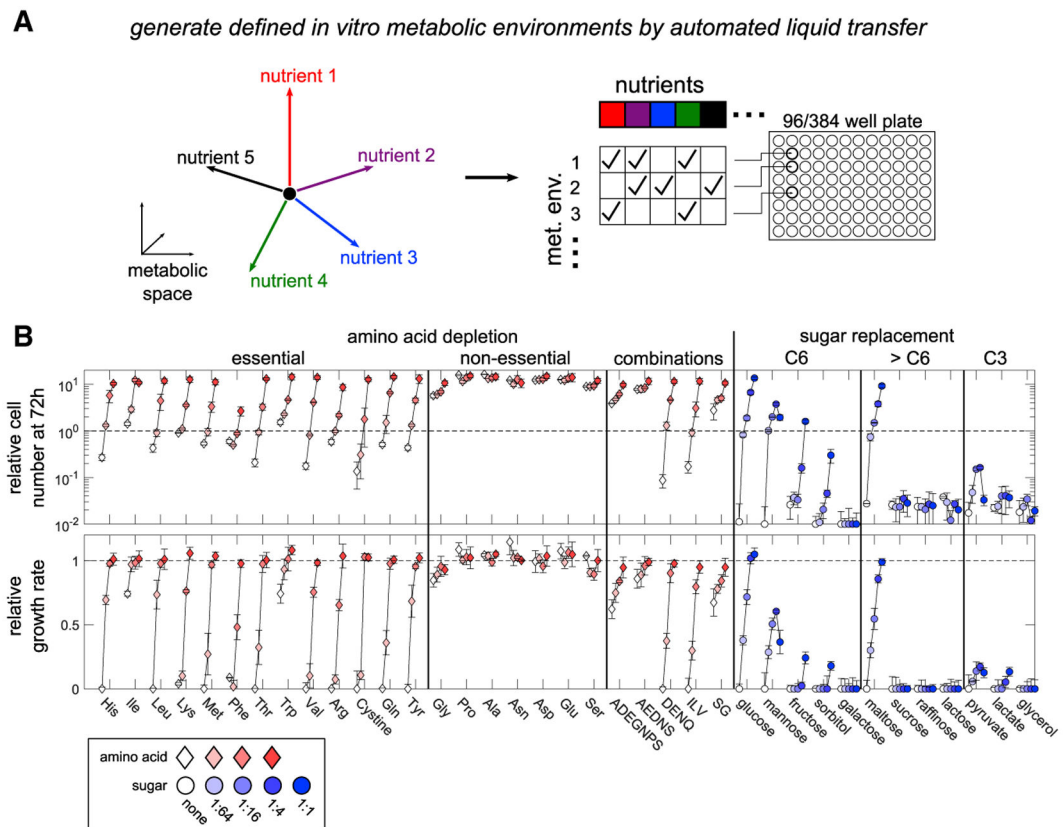 A
generate defined in vitro metabolic environments by automated liquid transfer
nutrient 1
nutrient 2
nutrient 3
nutrient 4
nutrient 5
metabolic
space
nutrients
96/384 well plate
met. env.
1
2
3
B
amino acid depletion
sugar replacement
essential
non-essential
combinations
C6
> C6
C3
relative cell
number at 72h
10¹
10⁰
10⁻¹
10⁻²
relative
growth rate
1
0.5
0
His
Ile
Leu
Lys
Met
Phe
Thr
Trp
Val
Arg
Cystine
Gln
Tyr
Gly
Pro
Ala
Asn
Asp
Glu
Ser
ADEGNPS
AEDNS
DENQ
ILV
SG
glucose
mannose
fructose
sorbitol
galactose
maltose
sucrose
raffinose
lactose
pyruvate
lactate
glycerol
amino acid
sugar
none
1:64
1:16
1:4
1:1